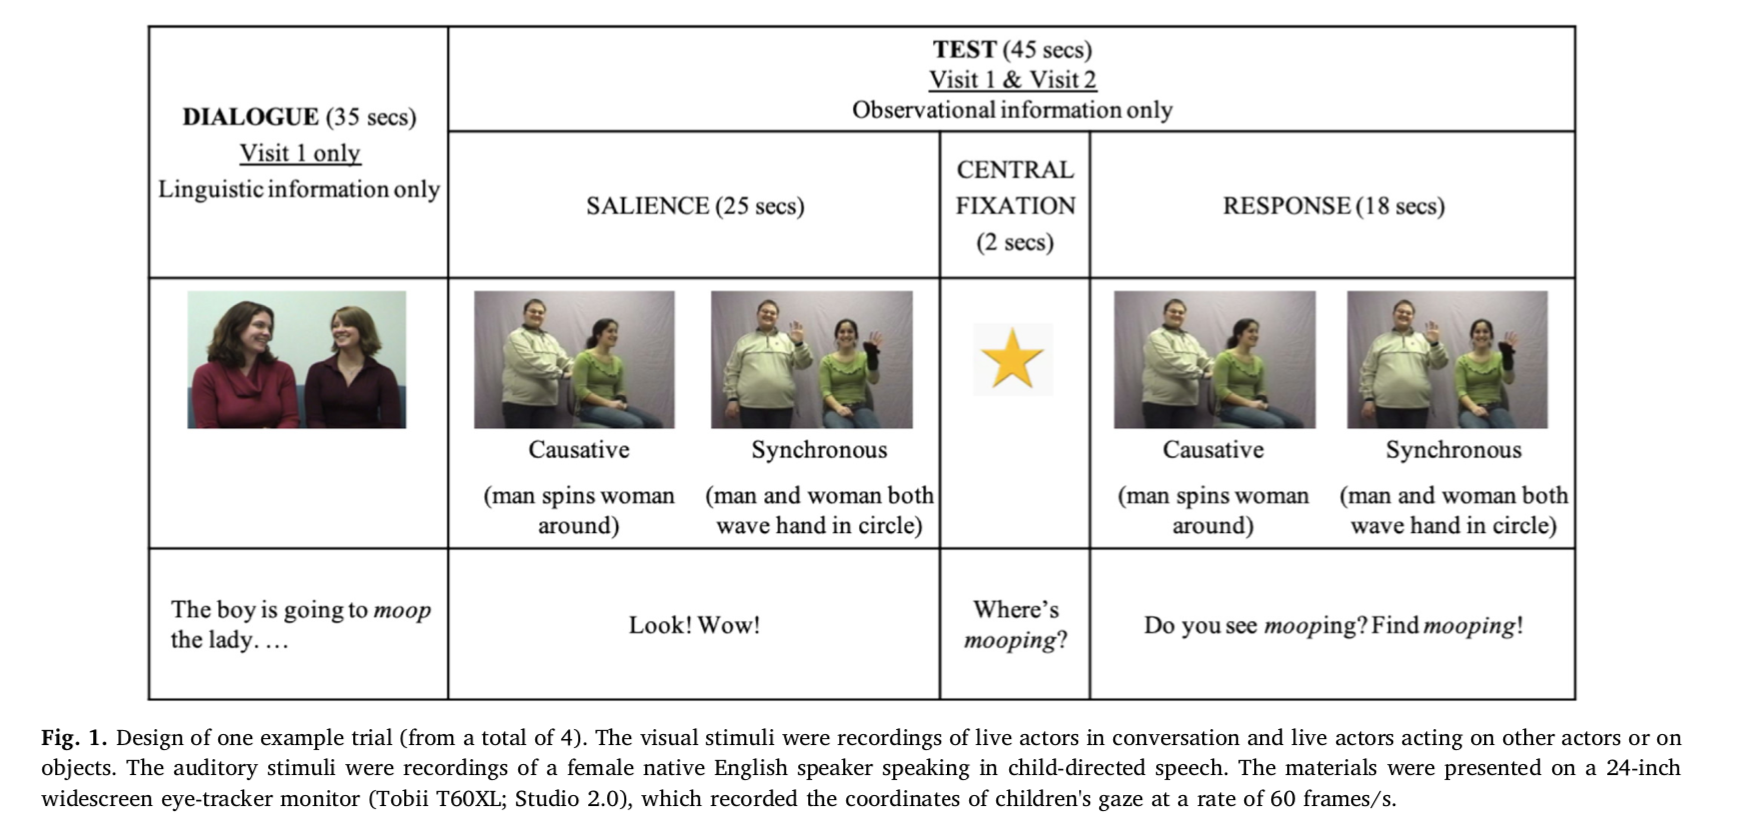 DIALOGUE (35 secs)
Visit 1 only
Linguistic information only
TEST (45 secs)
Visit 1 & Visit 2
Observational information only
SALIENCE (25 secs)
CENTRAL
FIXATION
(2 secs)
RESPONSE (18 secs)
Causative
(man spins woman
around)
Synchronous
(man and woman both
wave hand in circle)
Causative
(man spins woman
around)
Synchronous
(man and woman both
wave hand in circle)
The boy is going to moop
the lady. …
Look! Wow!
Where's
mooping?
Do you see mooping? Find mooping!
Fig. 1. Design of one example trial (from a total of 4). The visual stimuli were recordings of live actors in conversation and live actors acting on other actors or on
objects. The auditory stimuli were recordings of a female native English speaker speaking in child-directed speech. The materials were presented on a 24-inch
widescreen eye-tracker monitor (Tobii T60XL; Studio 2.0), which recorded the coordinates of children's gaze at a rate of 60 frames/s.